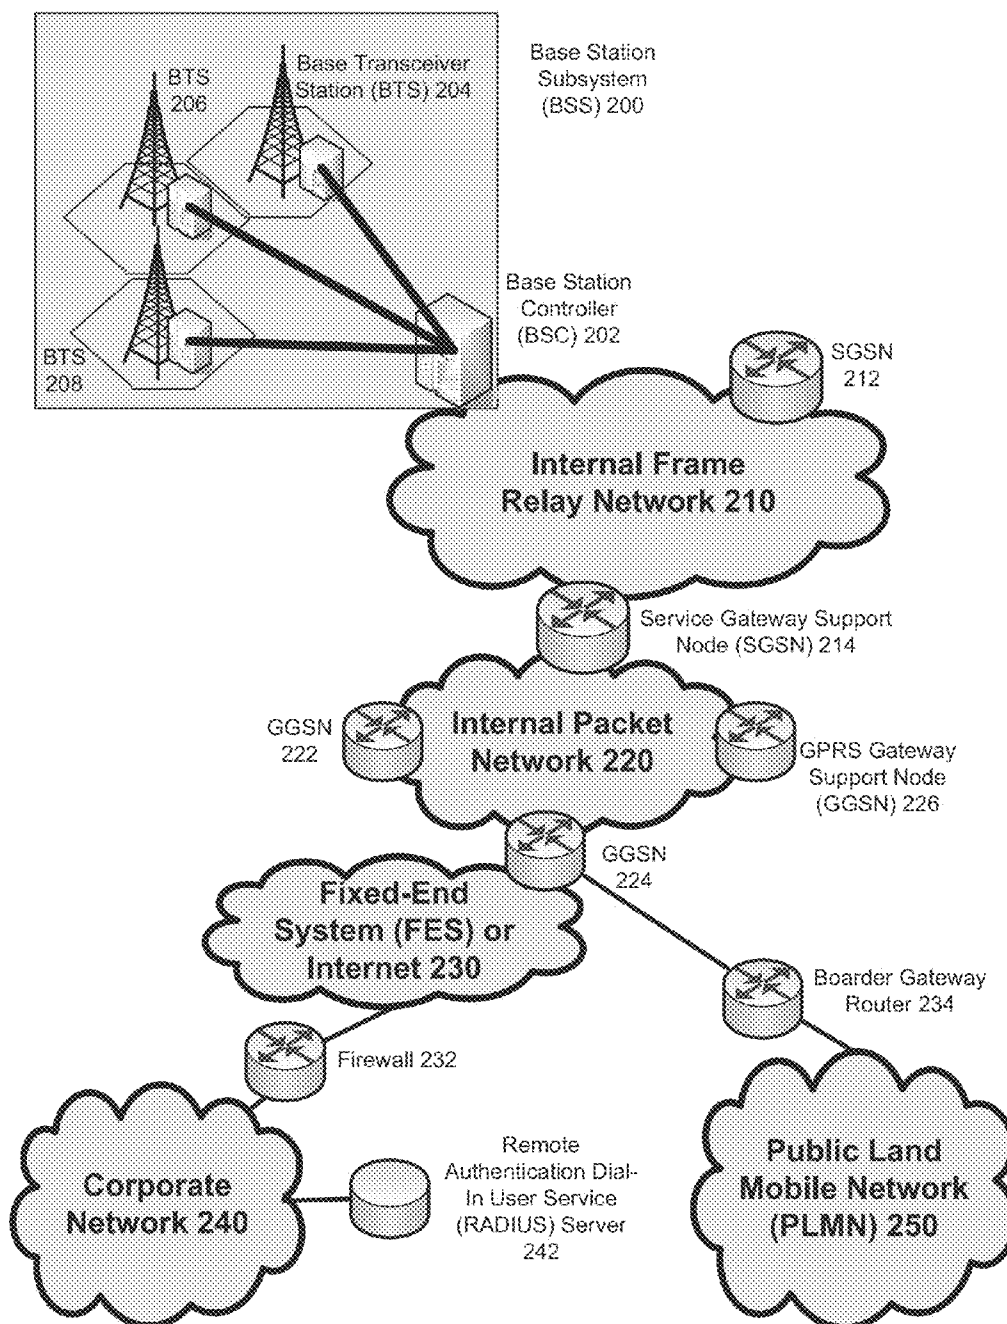 BTS
206
Base Transceiver
Station (BTS) 204
Base Station
Subsystem
(BSS) 200
BTS
208
Base Station
Controller
(BSC) 202
SGSN
212
Internal Frame
Relay Network 210
Service Gateway Support
Node (SGSN) 214
GGSN
222
Internal Packet
Network 220
GPRS Gateway
Support Node
(GGSN) 226
GGSN
224
Fixed-End
System (FES) or
Internet 230
Boarder Gateway
Router 234
Firewall 232
Corporate
Network 240
Remote
Authentication Dial-
In User Service
(RADIUS) Server
242
Public Land
Mobile Network
(PLMN) 250